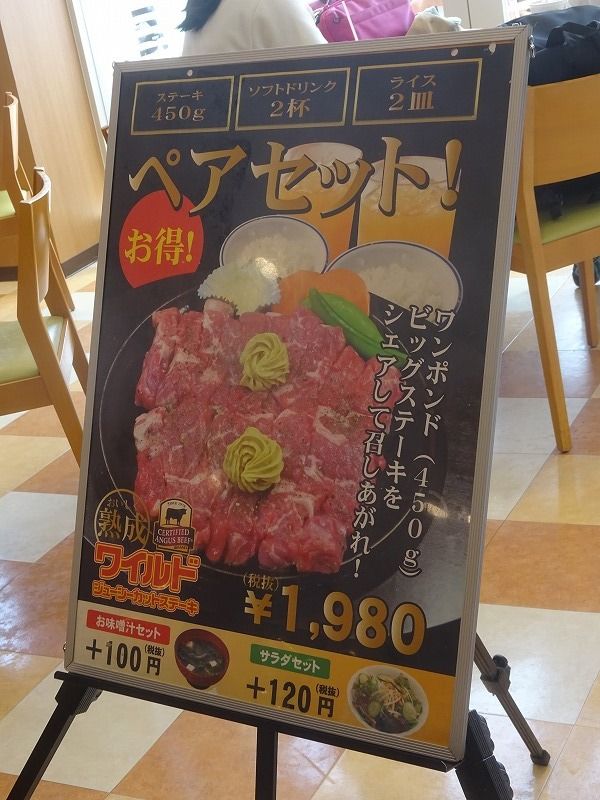 ステーキ
450g
ソフトドリンク
2杯
ライス
2皿
ペアセット!
お得!
ワンポンド(450g)
ビッグステーキを
シェアして召しあがれ!
おいしい
熟成
CERTIFIED
ANGUS BEEF
ワイルド
ジューシーカットステーキ
(税抜)
¥1,980
お味噌汁セット
+100円(税抜)
サラダセット
+120円(税抜)